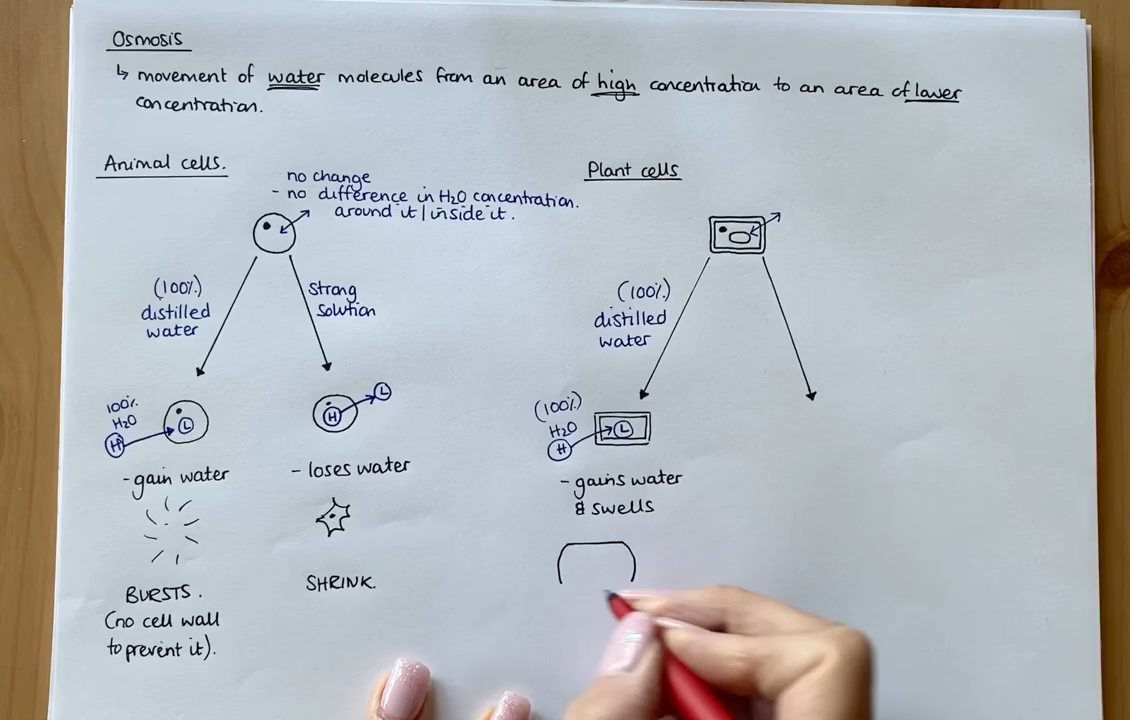 Osmosis
↳ movement of water molecules from an area of high concentration to an area of lower
concentration.
Animal cells.
no change
- no difference in H2O concentration.
around it / inside it.
(100%)
distilled
water
Strong
solution
100%
H2O
H
L
H
L
- gain water
- loses water
BURSTS.
(no cell wall
to prevent it).
SHRINK.
Plant cells
(100%)
distilled
water
(100%)
H2O
H
L
- gains water
& swells